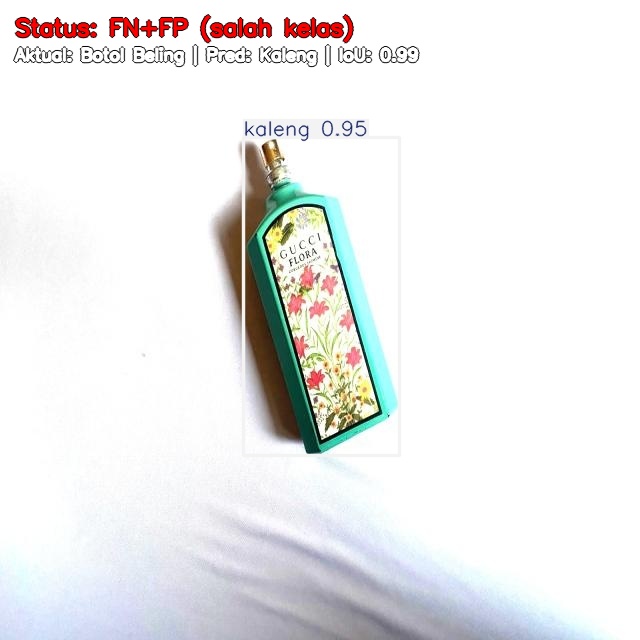 Status: FN+FP (salah kelas)
Aktual: Botol Beling | Pred: Kaleng | IoU: 0.99
kaleng 0.95
GUCCI
FLORA